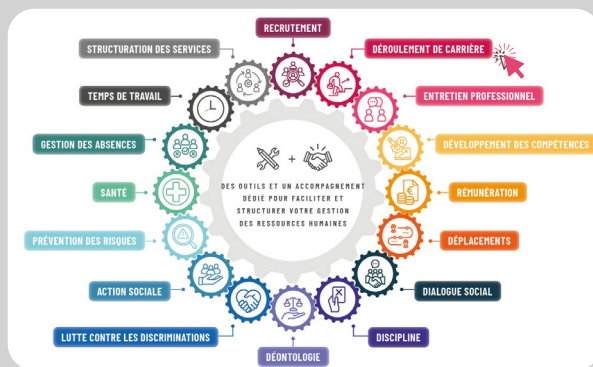 RECRUTEMENT
STRUCTURATION DES SERVICES
DÉROULEMENT DE CARRIÈRE
TEMPS DE TRAVAIL
ENTRETIEN PROFESSIONNEL
GESTION DES ABSENCES
DÉVELOPPEMENT DES COMPÉTENCES
DES OUTILS ET UN ACCOMPAGNEMENT
DÉDIÉ POUR FACILITER ET
STRUCTURER VOTRE GESTION
DES RESSOURCES HUMAINES
SANTÉ
RÉMUNÉRATION
PRÉVENTION DES RISQUES
DÉPLACEMENTS
ACTION SOCIALE
DIALOGUE SOCIAL
LUTTE CONTRE LES DISCRIMINATIONS
DISCIPLINE
DÉONTOLOGIE